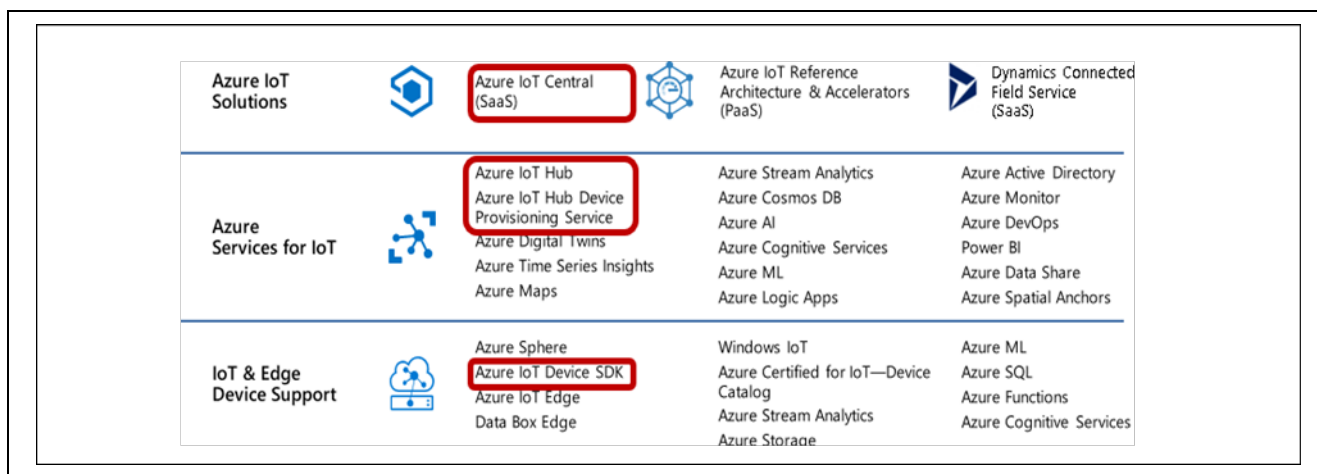 Azure IoT
Solutions
Azure IoT Central
(SaaS)
Azure IoT Reference
Architecture & Accelerators
(PaaS)
Dynamics Connected
Field Service
(SaaS)
Azure
Services for IoT
Azure IoT Hub
Azure IoT Hub Device
Provisioning Service
Azure Digital Twins
Azure Time Series Insights
Azure Maps
Azure Stream Analytics
Azure Cosmos DB
Azure AI
Azure Cognitive Services
Azure ML
Azure Logic Apps
Azure Active Directory
Azure Monitor
Azure DevOps
Power BI
Azure Data Share
Azure Spatial Anchors
IoT & Edge
Device Support
Azure Sphere
Azure IoT Device SDK
Azure IoT Edge
Data Box Edge
Windows IoT
Azure Certified for IoT—Device
Catalog
Azure Stream Analytics
Azure Storage
Azure ML
Azure SQL
Azure Functions
Azure Cognitive Services